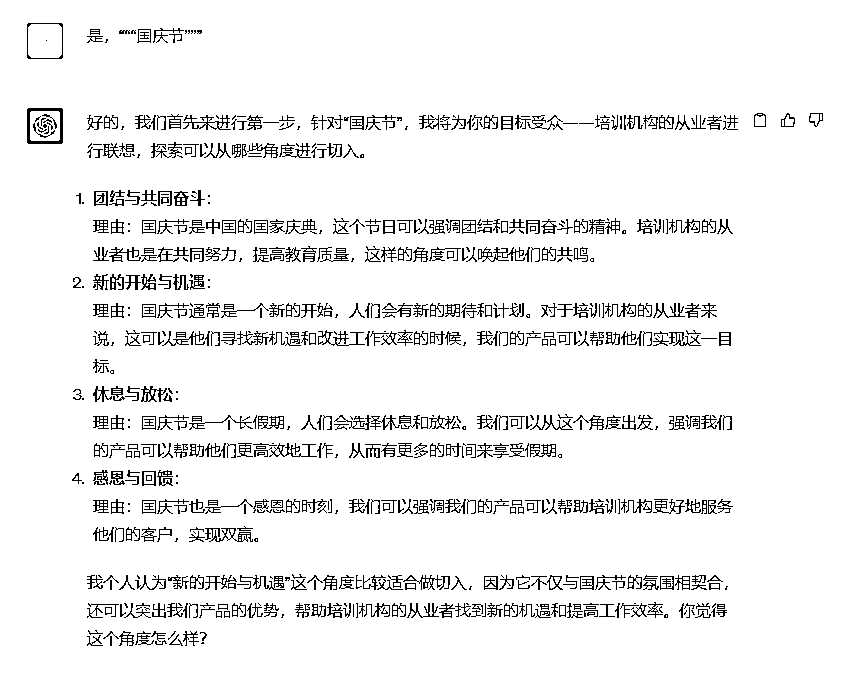 是，“““国庆节”””
好的，我们首先来进行第一步，针对“国庆节”，我将为你的目标受众——培训机构的从业者进
行联想，探索可以从哪些角度进行切入。
1. 团结与共同奋斗：
理由：国庆节是中国的国家庆典，这个节日可以强调团结和共同奋斗的精神。培训机构的从
业者也是在共同努力，提高教育质量，这样的角度可以唤起他们的共鸣。
2. 新的开始与机遇：
理由：国庆节通常是一个新的开始，人们会有新的期待和计划。对于培训机构的从业者来
说，这可以是他们寻找新机遇和改进工作效率的时候，我们的产品可以帮助他们实现这一目
标。
3. 休息与放松：
理由：国庆节是一个长假期，人们会选择休息和放松。我们可以从这个角度出发，强调我们
的产品可以帮助他们更高效地工作，从而有更多的时间来享受假期。
4. 感恩与回馈：
理由：国庆节也是一个感恩的时刻，我们可以强调我们的产品可以帮助培训机构更好地服务
他们的客户，实现双赢。
我个人认为“新的开始与机遇”这个角度比较适合做切入，因为它不仅与国庆节的氛围相契合，
还可以突出我们产品的优势，帮助培训机构的从业者找到新的机遇和提高工作效率。你觉得
这个角度怎么样？